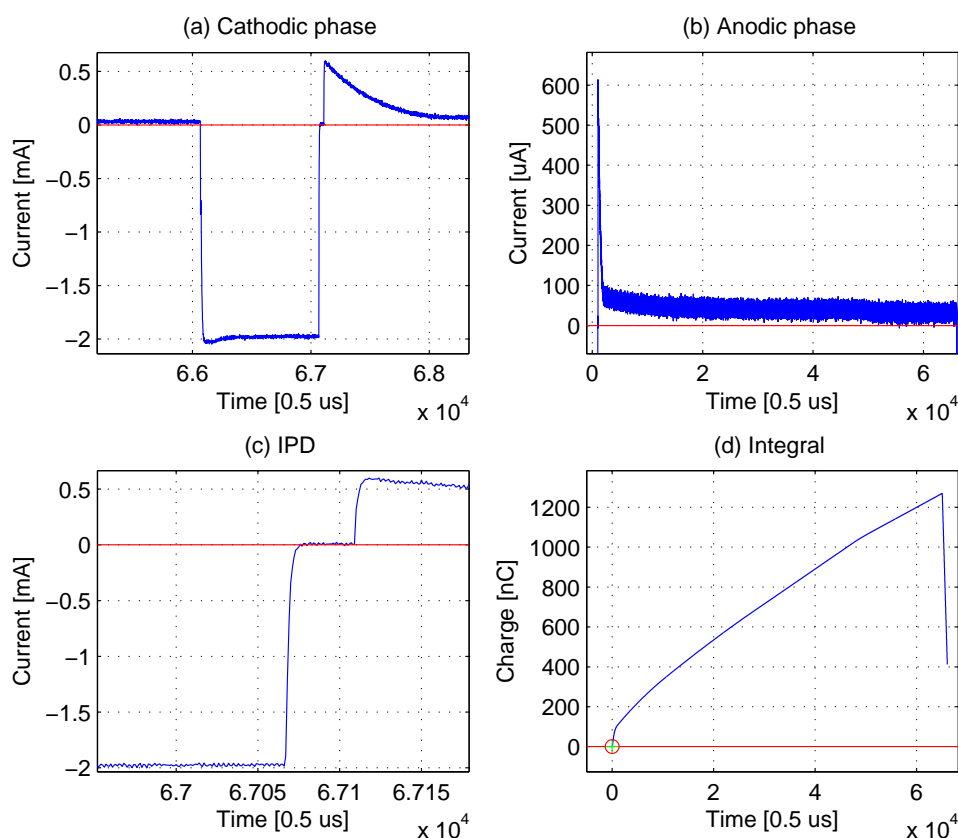 (a) Cathodic phase
0.5
0
−0.5
−1
−1.5
−2
Current [mA]
6.6 6.7 6.8
Time [0.5 us]
x 10^4
(b) Anodic phase
600
500
400
300
200
100
0
Current [uA]
0 2 4 6
Time [0.5 us]
x 10^4
(c) IPD
0.5
0
−0.5
−1
−1.5
−2
Current [mA]
6.7 6.705 6.71 6.715
Time [0.5 us]
x 10^4
(d) Integral
1200
1000
800
600
400
200
0
Charge [nC]
0 2 4 6
Time [0.5 us]
x 10^4